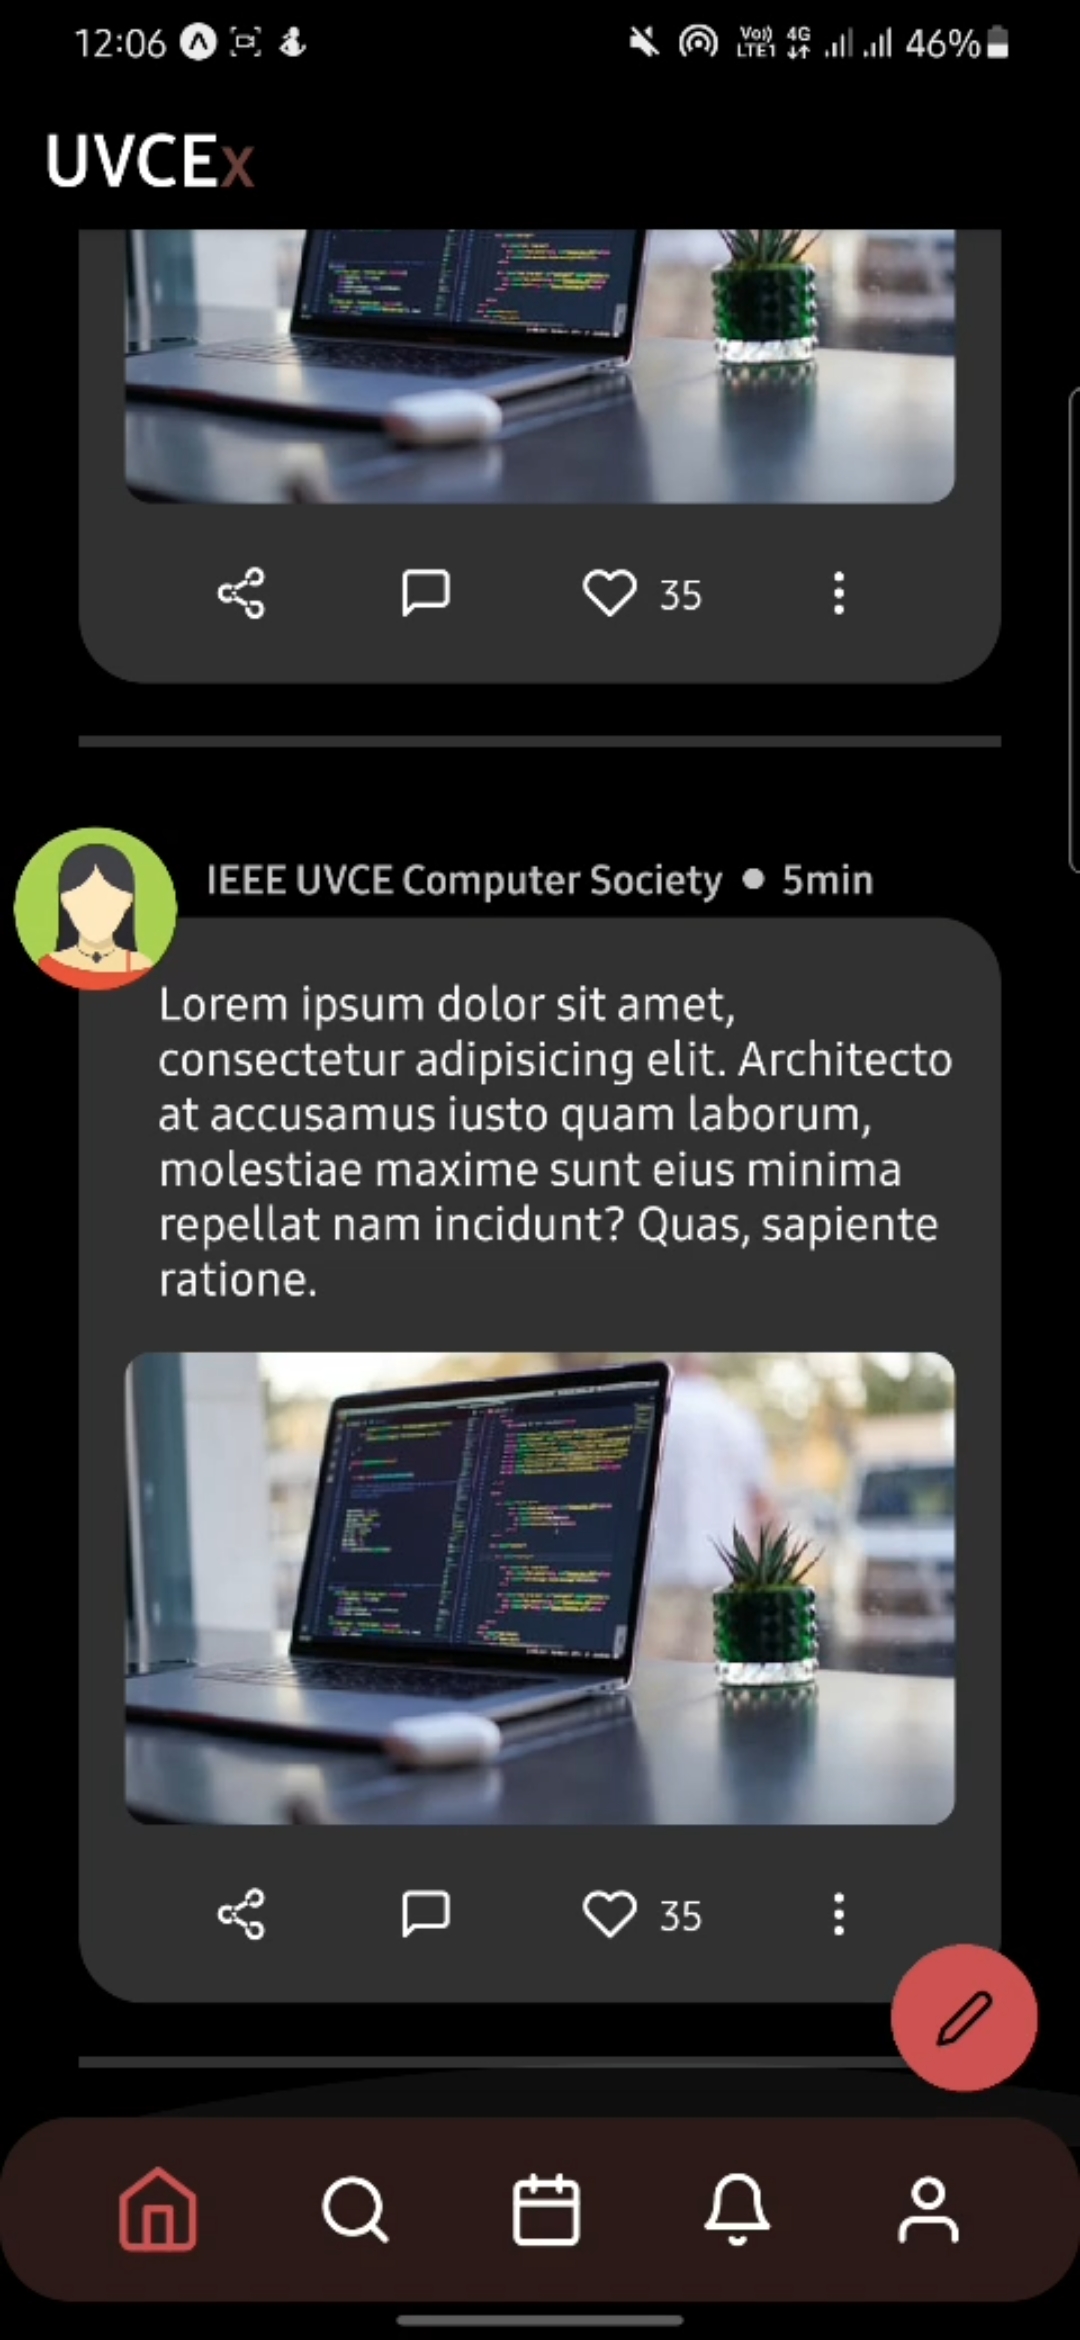 12:06 Vo)) LTE1 4G 46%
UVCEx
35
IEEE UVCE Computer Society ● 5min
Lorem ipsum dolor sit amet,
consectetur adipisicing elit. Architecto
at accusamus iusto quam laborum,
molestiae maxime sunt eius minima
repellat nam incidunt? Quas, sapiente
ratione.
35